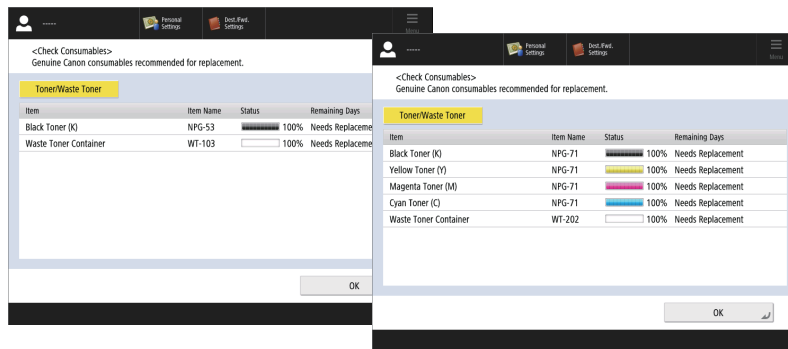 -----
Personal
Settings
Dest./Fwd.
Settings
Menu
<Check Consumables>
Genuine Canon consumables recommended for replacement.
Toner/Waste Toner
Item Item Name Status Remaining Days
Black Toner (K) NPG-53 100% Needs Replaceme
Waste Toner Container WT-103 100% Needs Replaceme
OK
-----
Personal
Settings
Dest./Fwd.
Settings
Menu
<Check Consumables>
Genuine Canon consumables recommended for replacement.
Toner/Waste Toner
Item Item Name Status Remaining Days
Black Toner (K) NPG-71 100% Needs Replacement
Yellow Toner (Y) NPG-71 100% Needs Replacement
Magenta Toner (M) NPG-71 100% Needs Replacement
Cyan Toner (C) NPG-71 100% Needs Replacement
Waste Toner Container WT-202 100% Needs Replacement
OK